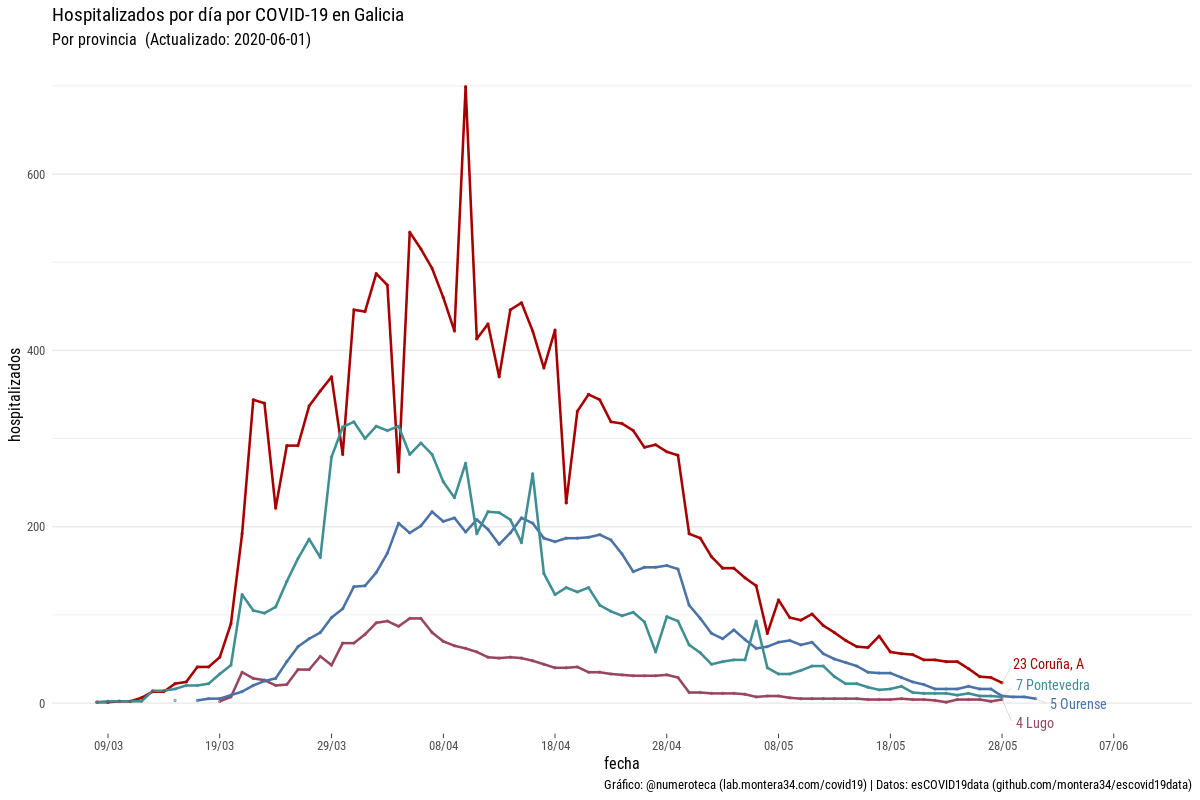 Hospitalizados por día por COVID-19 en Galicia
Por provincia (Actualizado: 2020-06-01)
hospitalizados
600
400
200
0
23 Coruña, A
7 Pontevedra
5 Ourense
4 Lugo
09/03 19/03 29/03 08/04 18/04 28/04 08/05 18/05 28/05 07/06
fecha
Gráfico: @numeroteca (lab.montera34.com/covid19) | Datos: esCOVID19data (github.com/montera34/escovid19data)